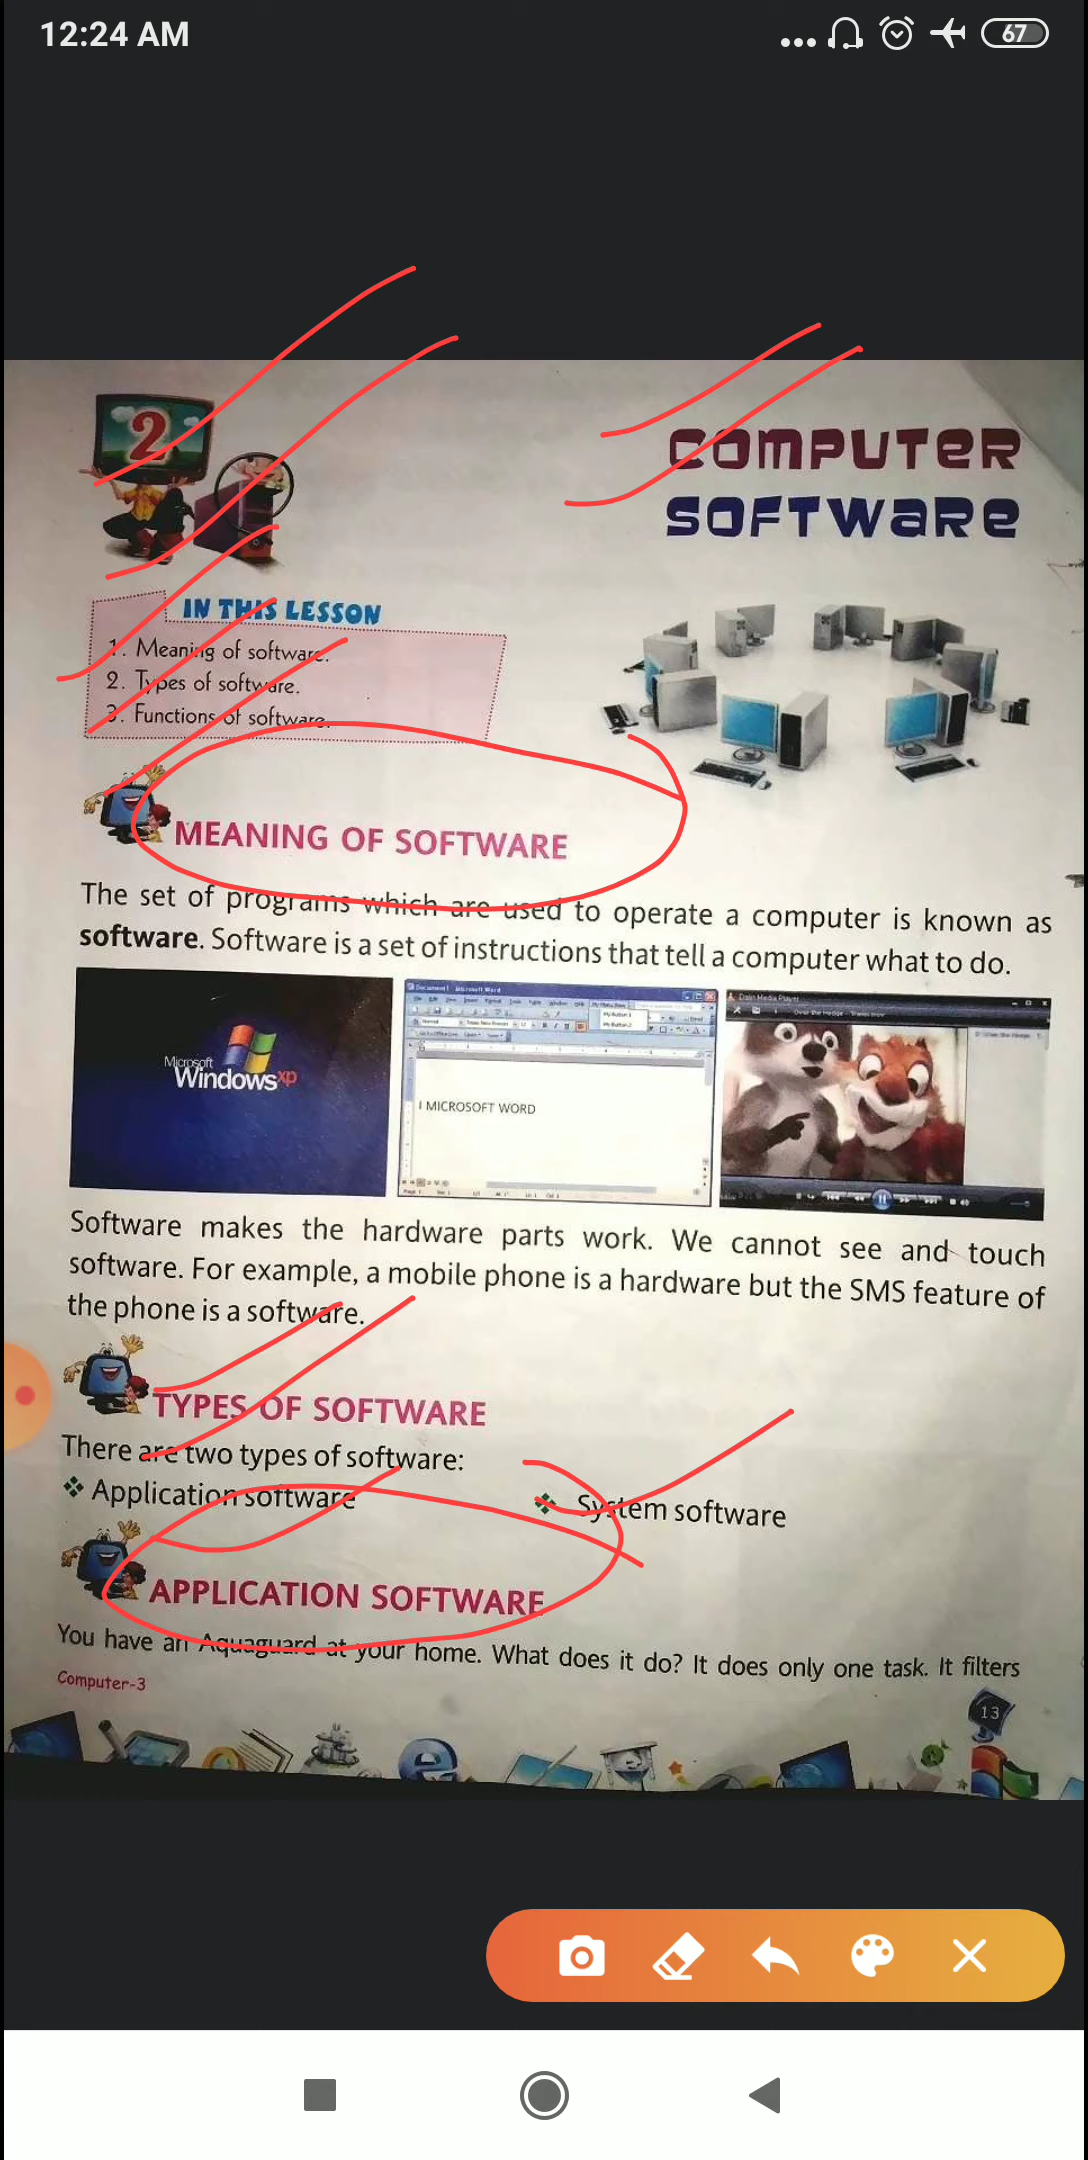 12:24 AM
67
2
COMPUTER
SOFTWARE
IN THIS LESSON
1. Meaning of software.
2. Types of software.
3. Functions of software.
MEANING OF SOFTWARE
The set of programs which are used to operate a computer is known as
software. Software is a set of instructions that tell a computer what to do.
Microsoft
Windows xp
Document1 Microsoft Word
MICROSOFT WORD
Media Player
Software makes the hardware parts work. We cannot see and touch
software. For example, a mobile phone is a hardware but the SMS feature of
the phone is a software.
TYPES OF SOFTWARE
There are two types of software:
❖ Application software ❖ System software
APPLICATION SOFTWARE
You have an Aquaguard at your home. What does it do? It does only one task. It filters
Computer-3
13